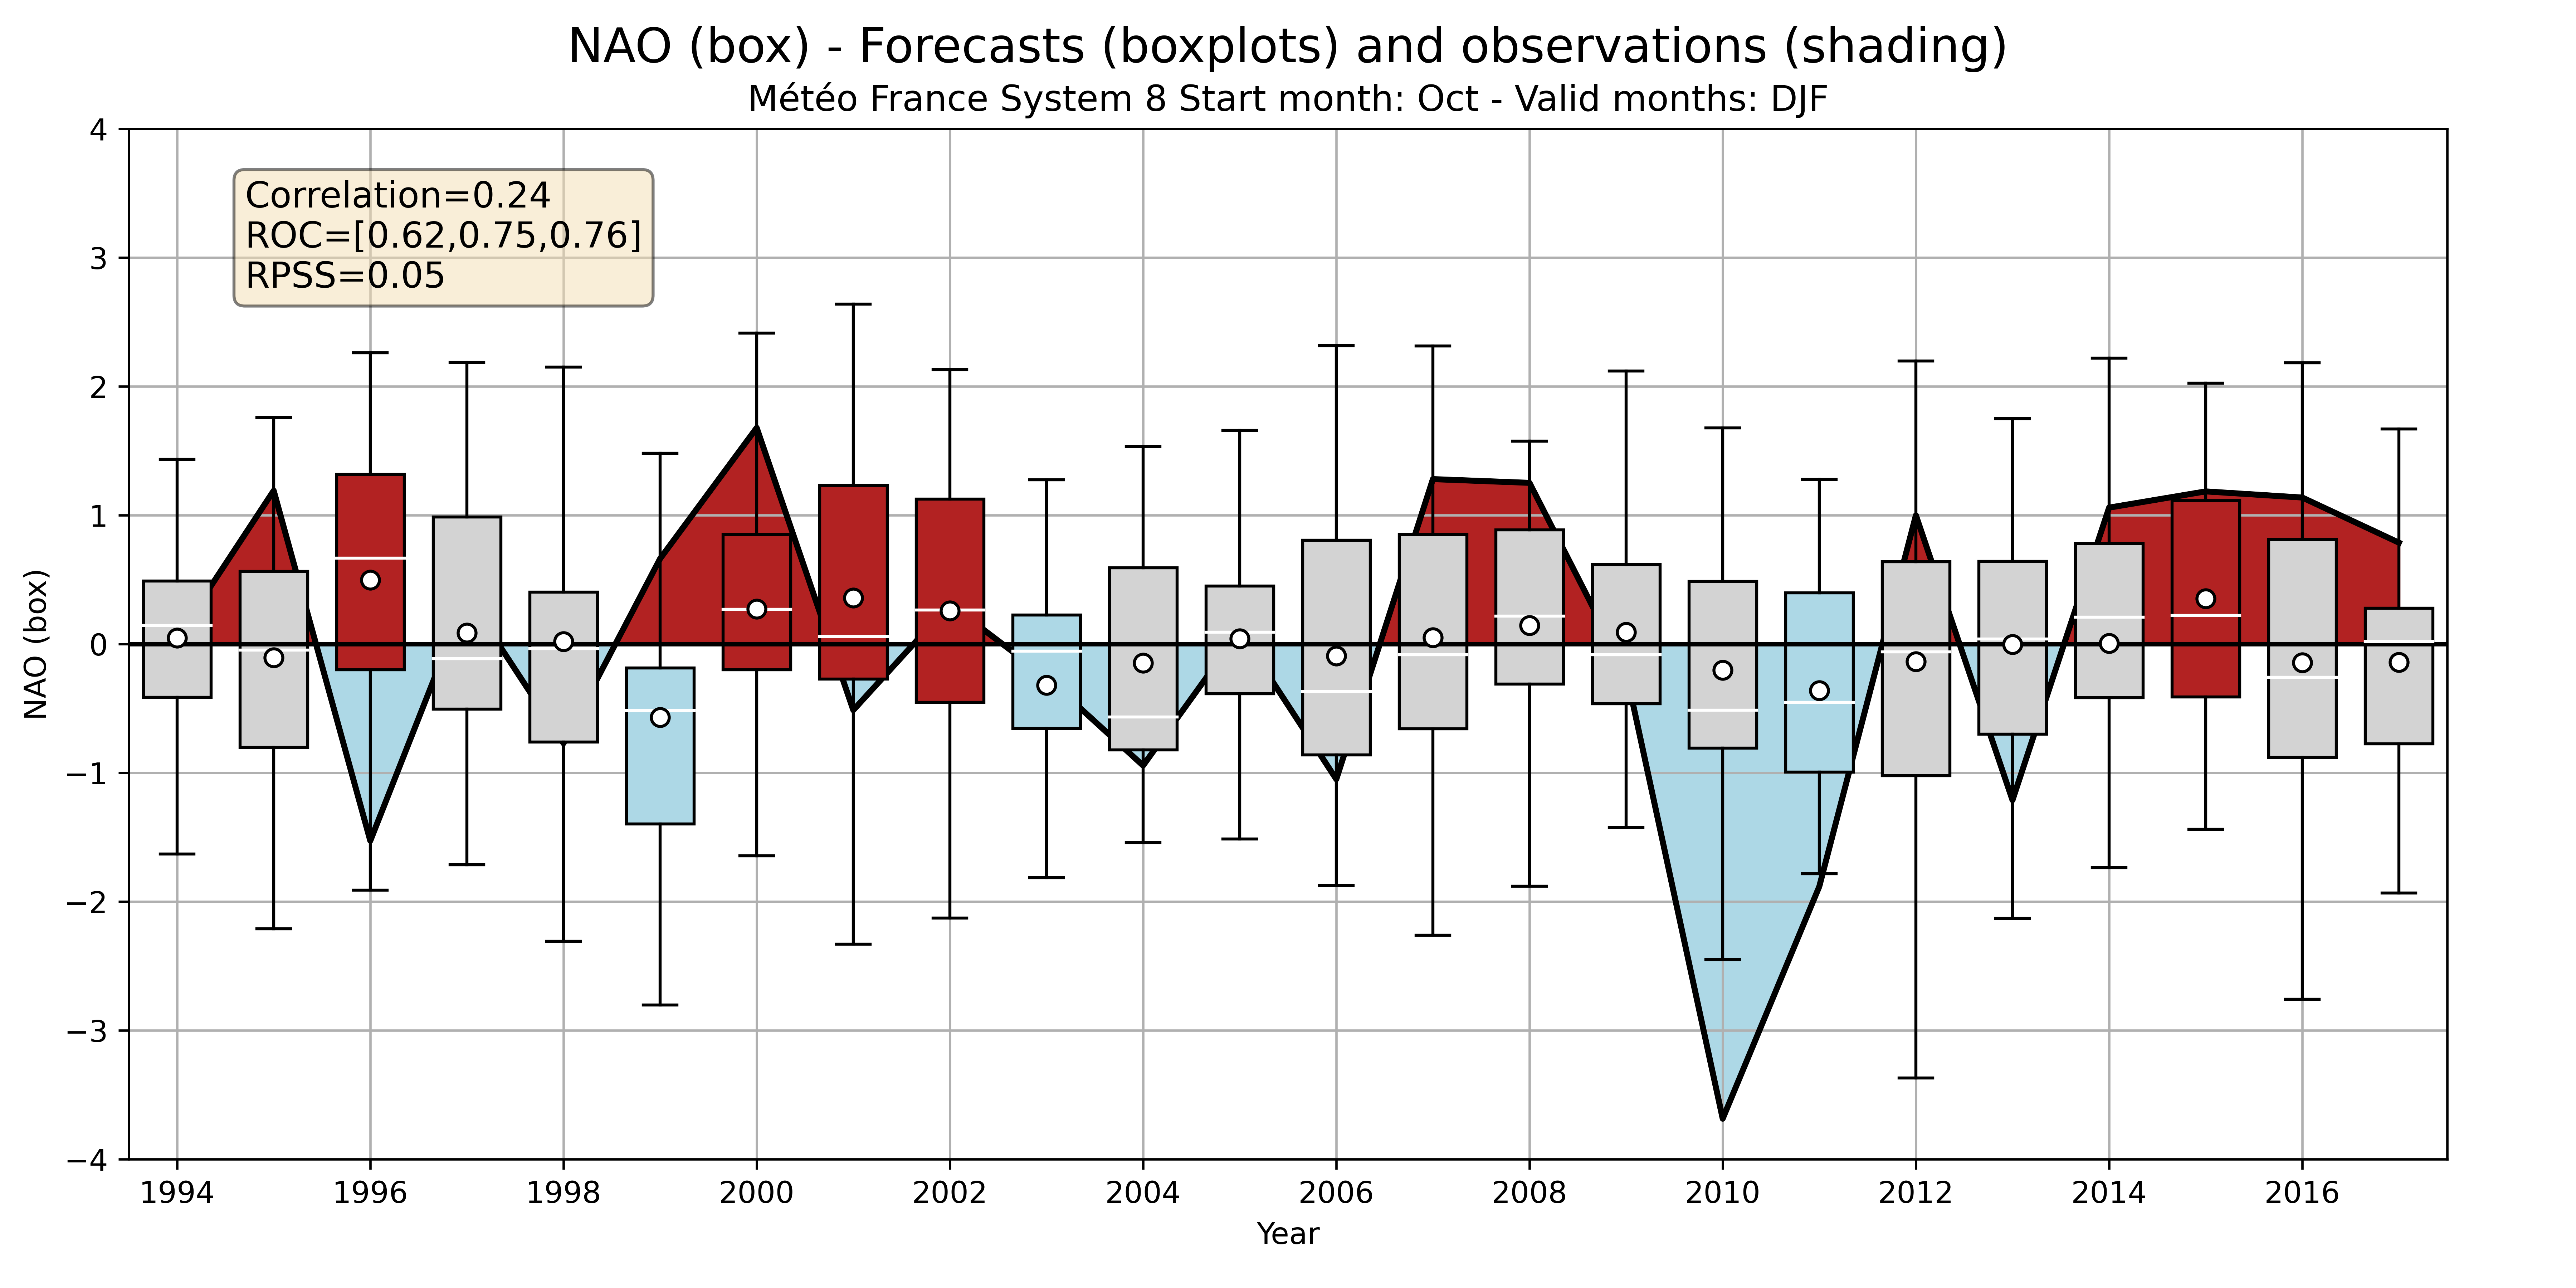 NAO (box) - Forecasts (boxplots) and observations (shading)
Météo France System 8 Start month: Oct - Valid months: DJF
Correlation=0.24
ROC=[0.62,0.75,0.76]
RPSS=0.05
NAO (box)
4
3
2
1
0
−1
−2
−3
−4
1994 1996 1998 2000 2002 2004 2006 2008 2010 2012 2014 2016
Year